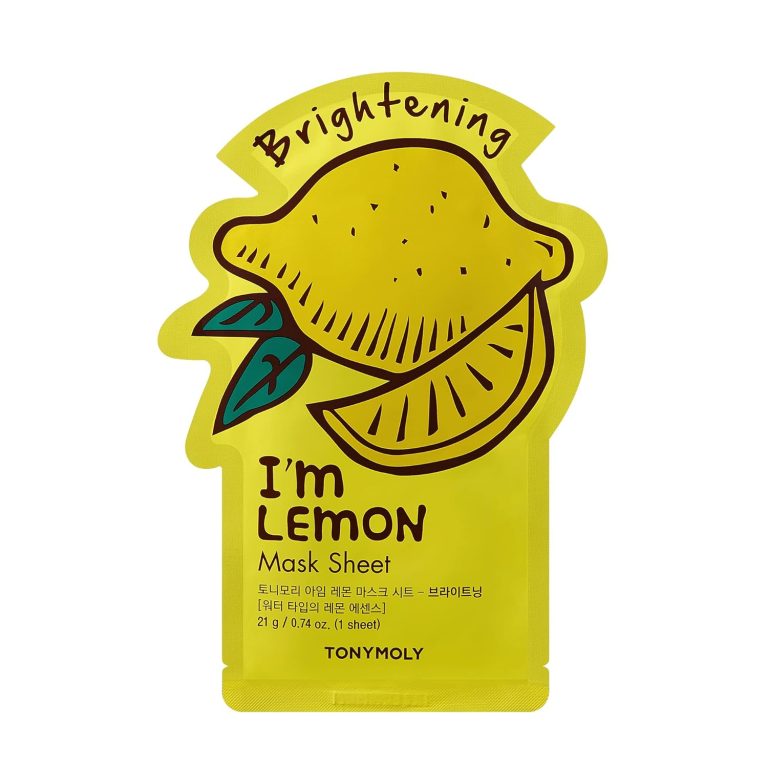 Brightening
I'm
LEMON
Mask Sheet
토니모리 아임 레몬 마스크 시트 – 브라이트닝
[워터 타입의 레몬 에센스]
21 g / 0.74 oz. (1 sheet)
TONYMOLY